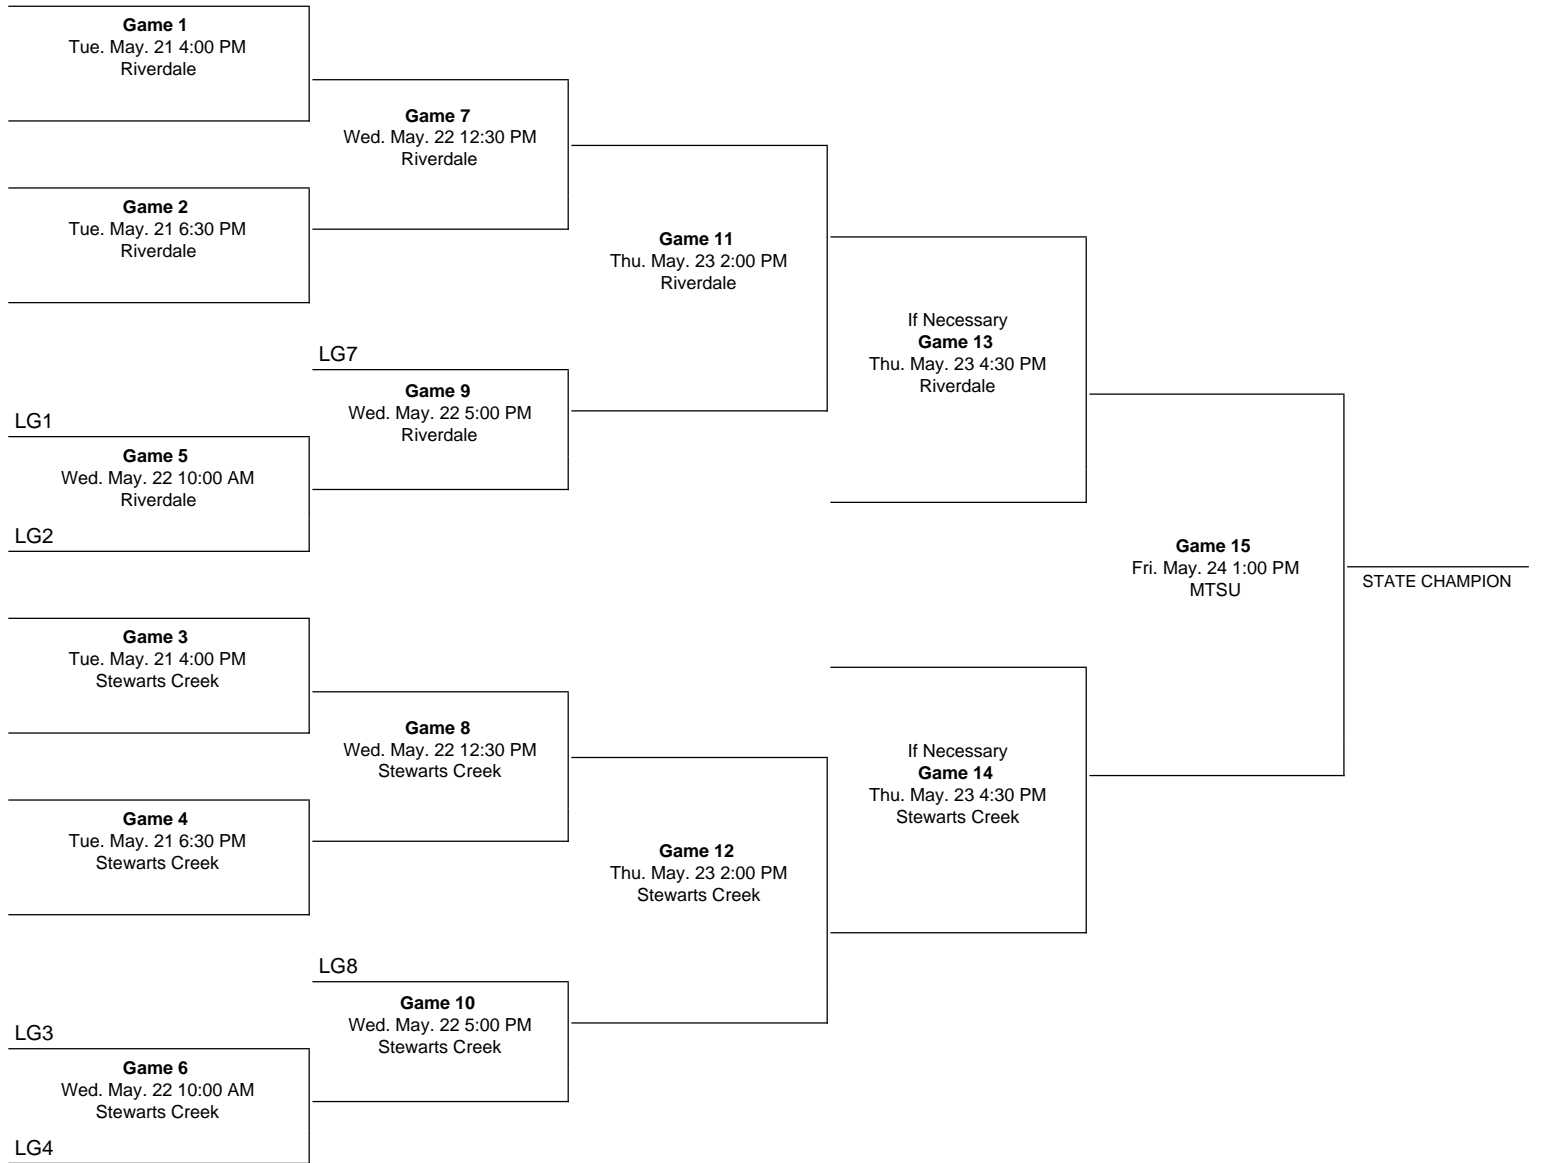 Game 1
Tue. May. 21 4:00 PM
Riverdale
Game 7
Wed. May. 22 12:30 PM
Riverdale
Game 2
Tue. May. 21 6:30 PM
Riverdale
Game 11
Thu. May. 23 2:00 PM
Riverdale
If Necessary
Game 13
Thu. May. 23 4:30 PM
Riverdale
LG7
Game 9
Wed. May. 22 5:00 PM
Riverdale
LG1
Game 5
Wed. May. 22 10:00 AM
Riverdale
LG2
Game 15
Fri. May. 24 1:00 PM
MTSU
STATE CHAMPION
Game 3
Tue. May. 21 4:00 PM
Stewarts Creek
Game 8
Wed. May. 22 12:30 PM
Stewarts Creek
If Necessary
Game 14
Thu. May. 23 4:30 PM
Stewarts Creek
Game 4
Tue. May. 21 6:30 PM
Stewarts Creek
Game 12
Thu. May. 23 2:00 PM
Stewarts Creek
LG8
Game 10
Wed. May. 22 5:00 PM
Stewarts Creek
LG3
Game 6
Wed. May. 22 10:00 AM
Stewarts Creek
LG4